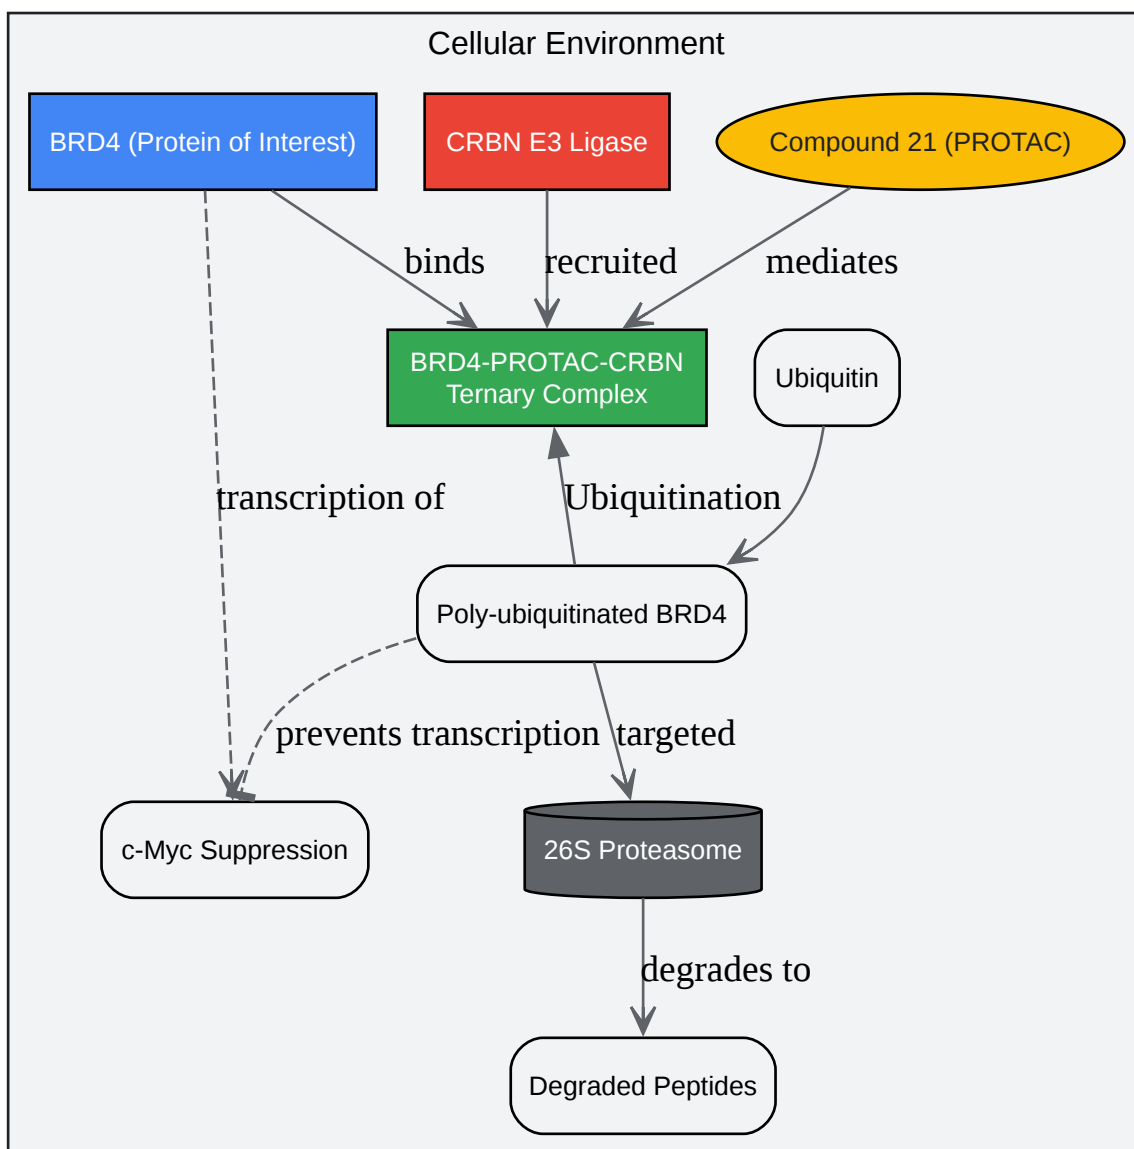 Cellular Environment
BRD4 (Protein of Interest)
CRBN E3 Ligase
Compound 21 (PROTAC)
binds
recruited
mediates
BRD4-PROTAC-CRBN
Ternary Complex
Ubiquitin
transcription of
Ubiquitination
Poly-ubiquitinated BRD4
prevents transcription
targeted
c-Myc Suppression
26S Proteasome
degrades to
Degraded Peptides